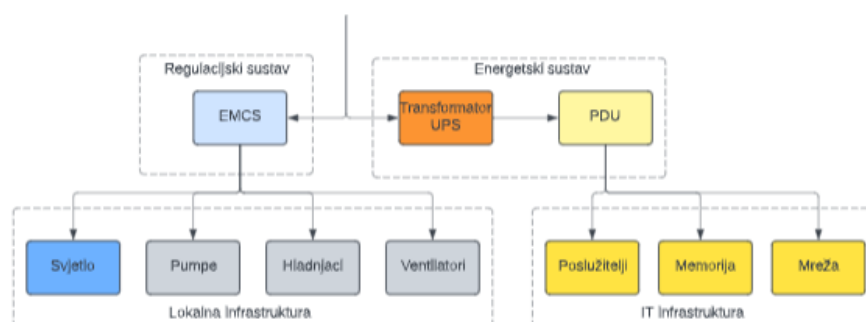 Regulacijski sustav
Energetski sustav
EMCS
Transformator
UPS
PDU
Svjetlo
Pumpe
Hladnjaci
Ventilatori
Poslužitelji
Memorija
Mreža
Lokalna Infrastruktura
IT Infrastruktura